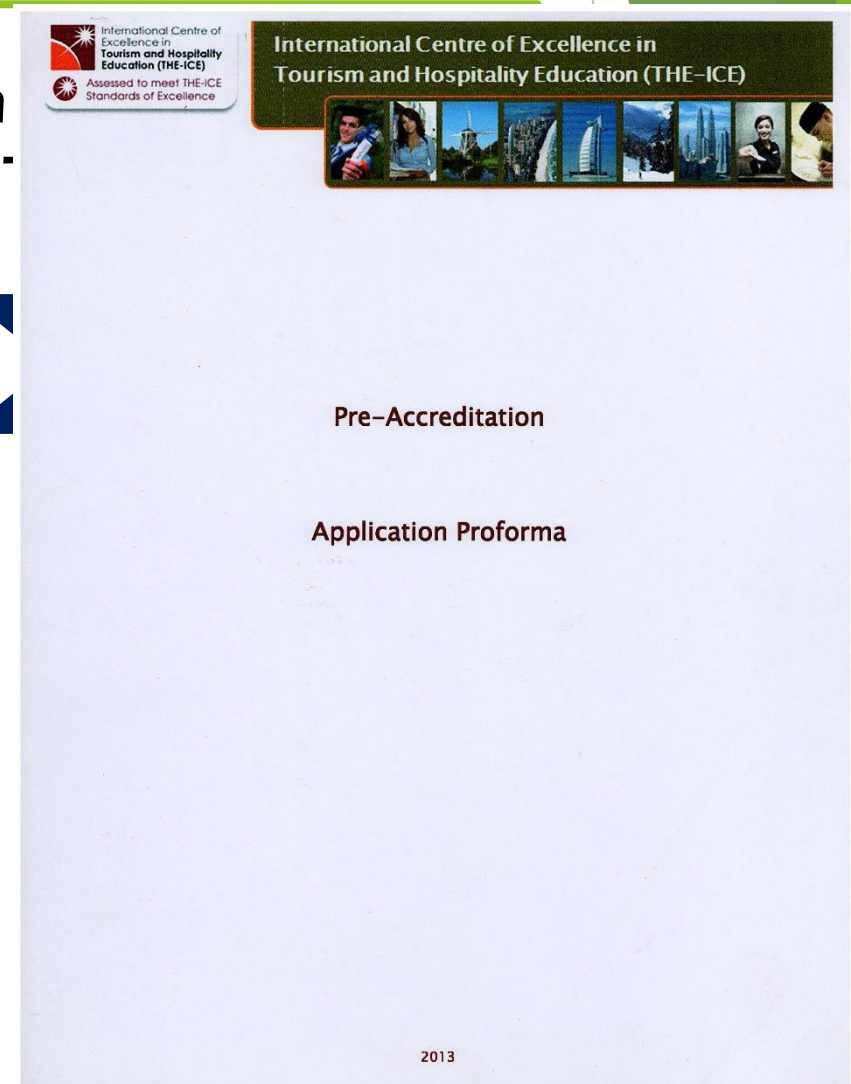 International Centre of
Excellence in
Tourism and Hospitality
Education (THE-ICE)
Assessed to meet THE-ICE
Standards of Excellence
International Centre of Excellence in
Tourism and Hospitality Education (THE-ICE)
Pre-Accreditation
Application Proforma
2013